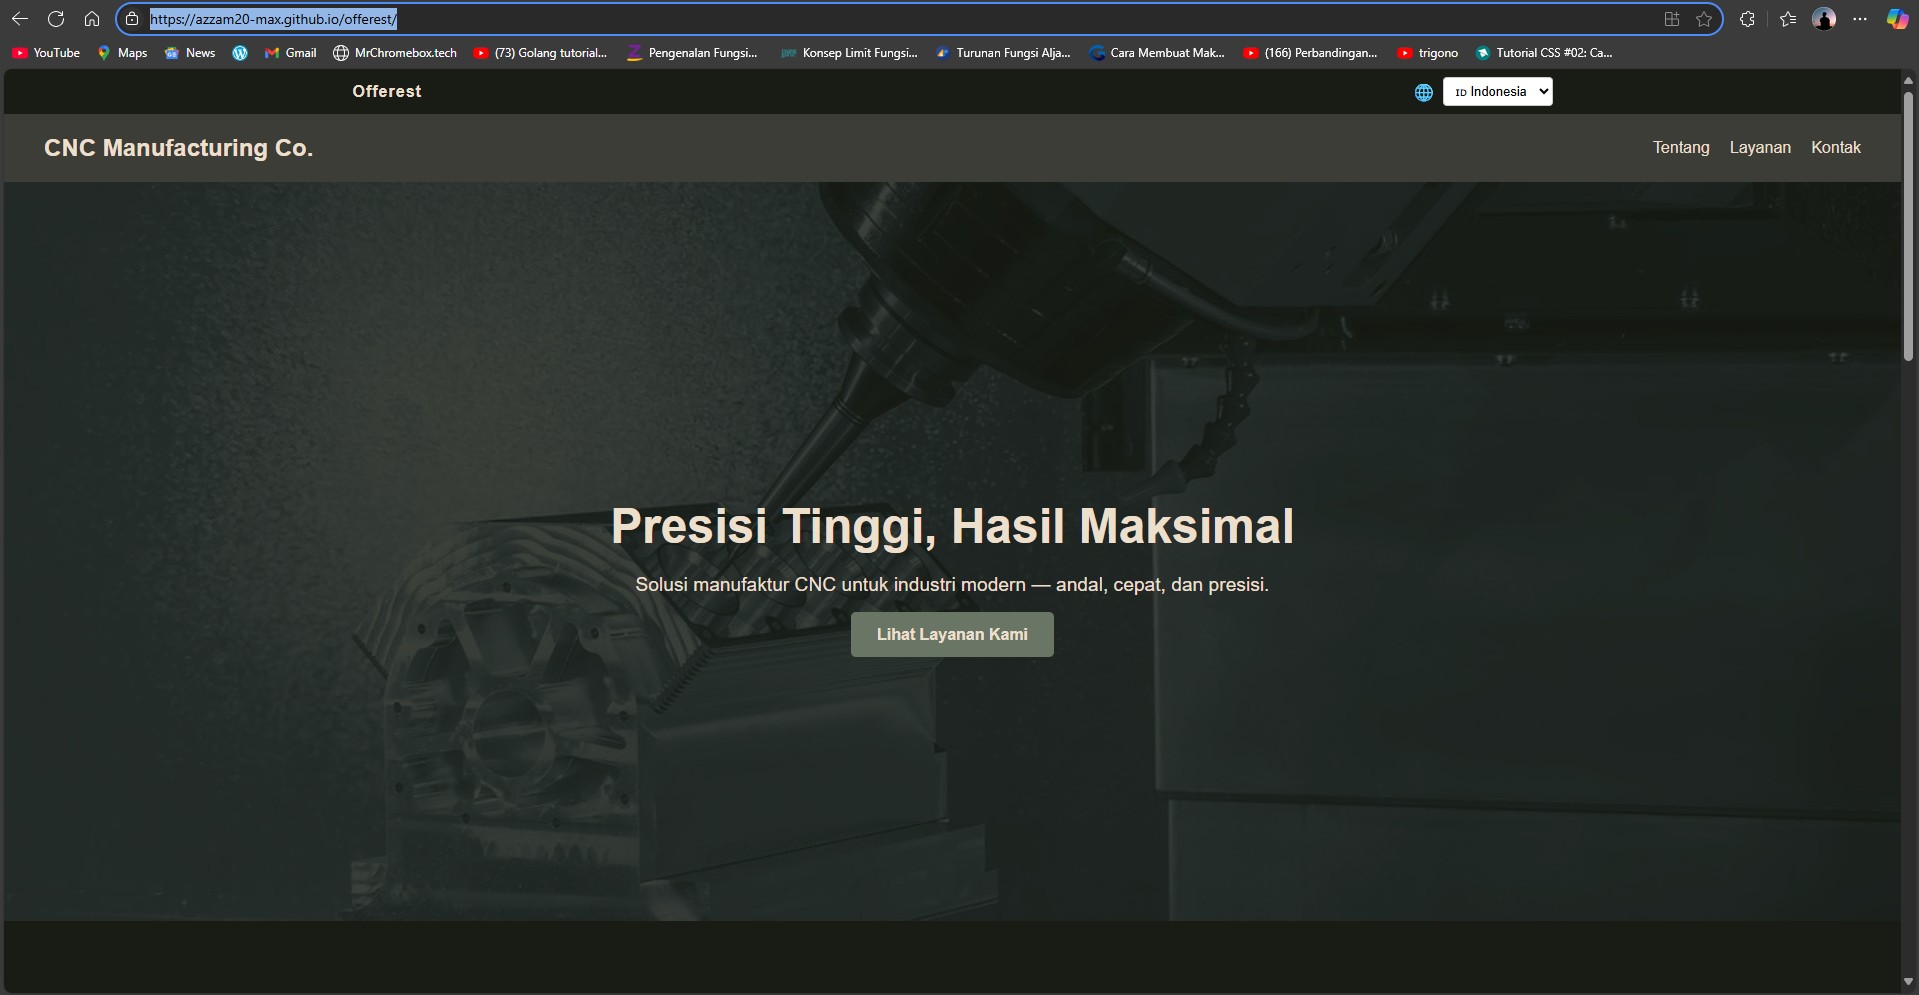 https://azzam20-max.github.io/offerest/
YouTube Maps News Gmail MrChromebox.tech (73) Golang tutorial... Pengenalan Fungsi... Konsep Limit Fungsi... Turunan Fungsi Alja... Cara Membuat Mak... (166) Perbandingan... trigono Tutorial CSS #02: Ca...
Offerest
ID Indonesia
CNC Manufacturing Co.
Tentang Layanan Kontak
Presisi Tinggi, Hasil Maksimal
Solusi manufaktur CNC untuk industri modern — andal, cepat, dan presisi.
Lihat Layanan Kami